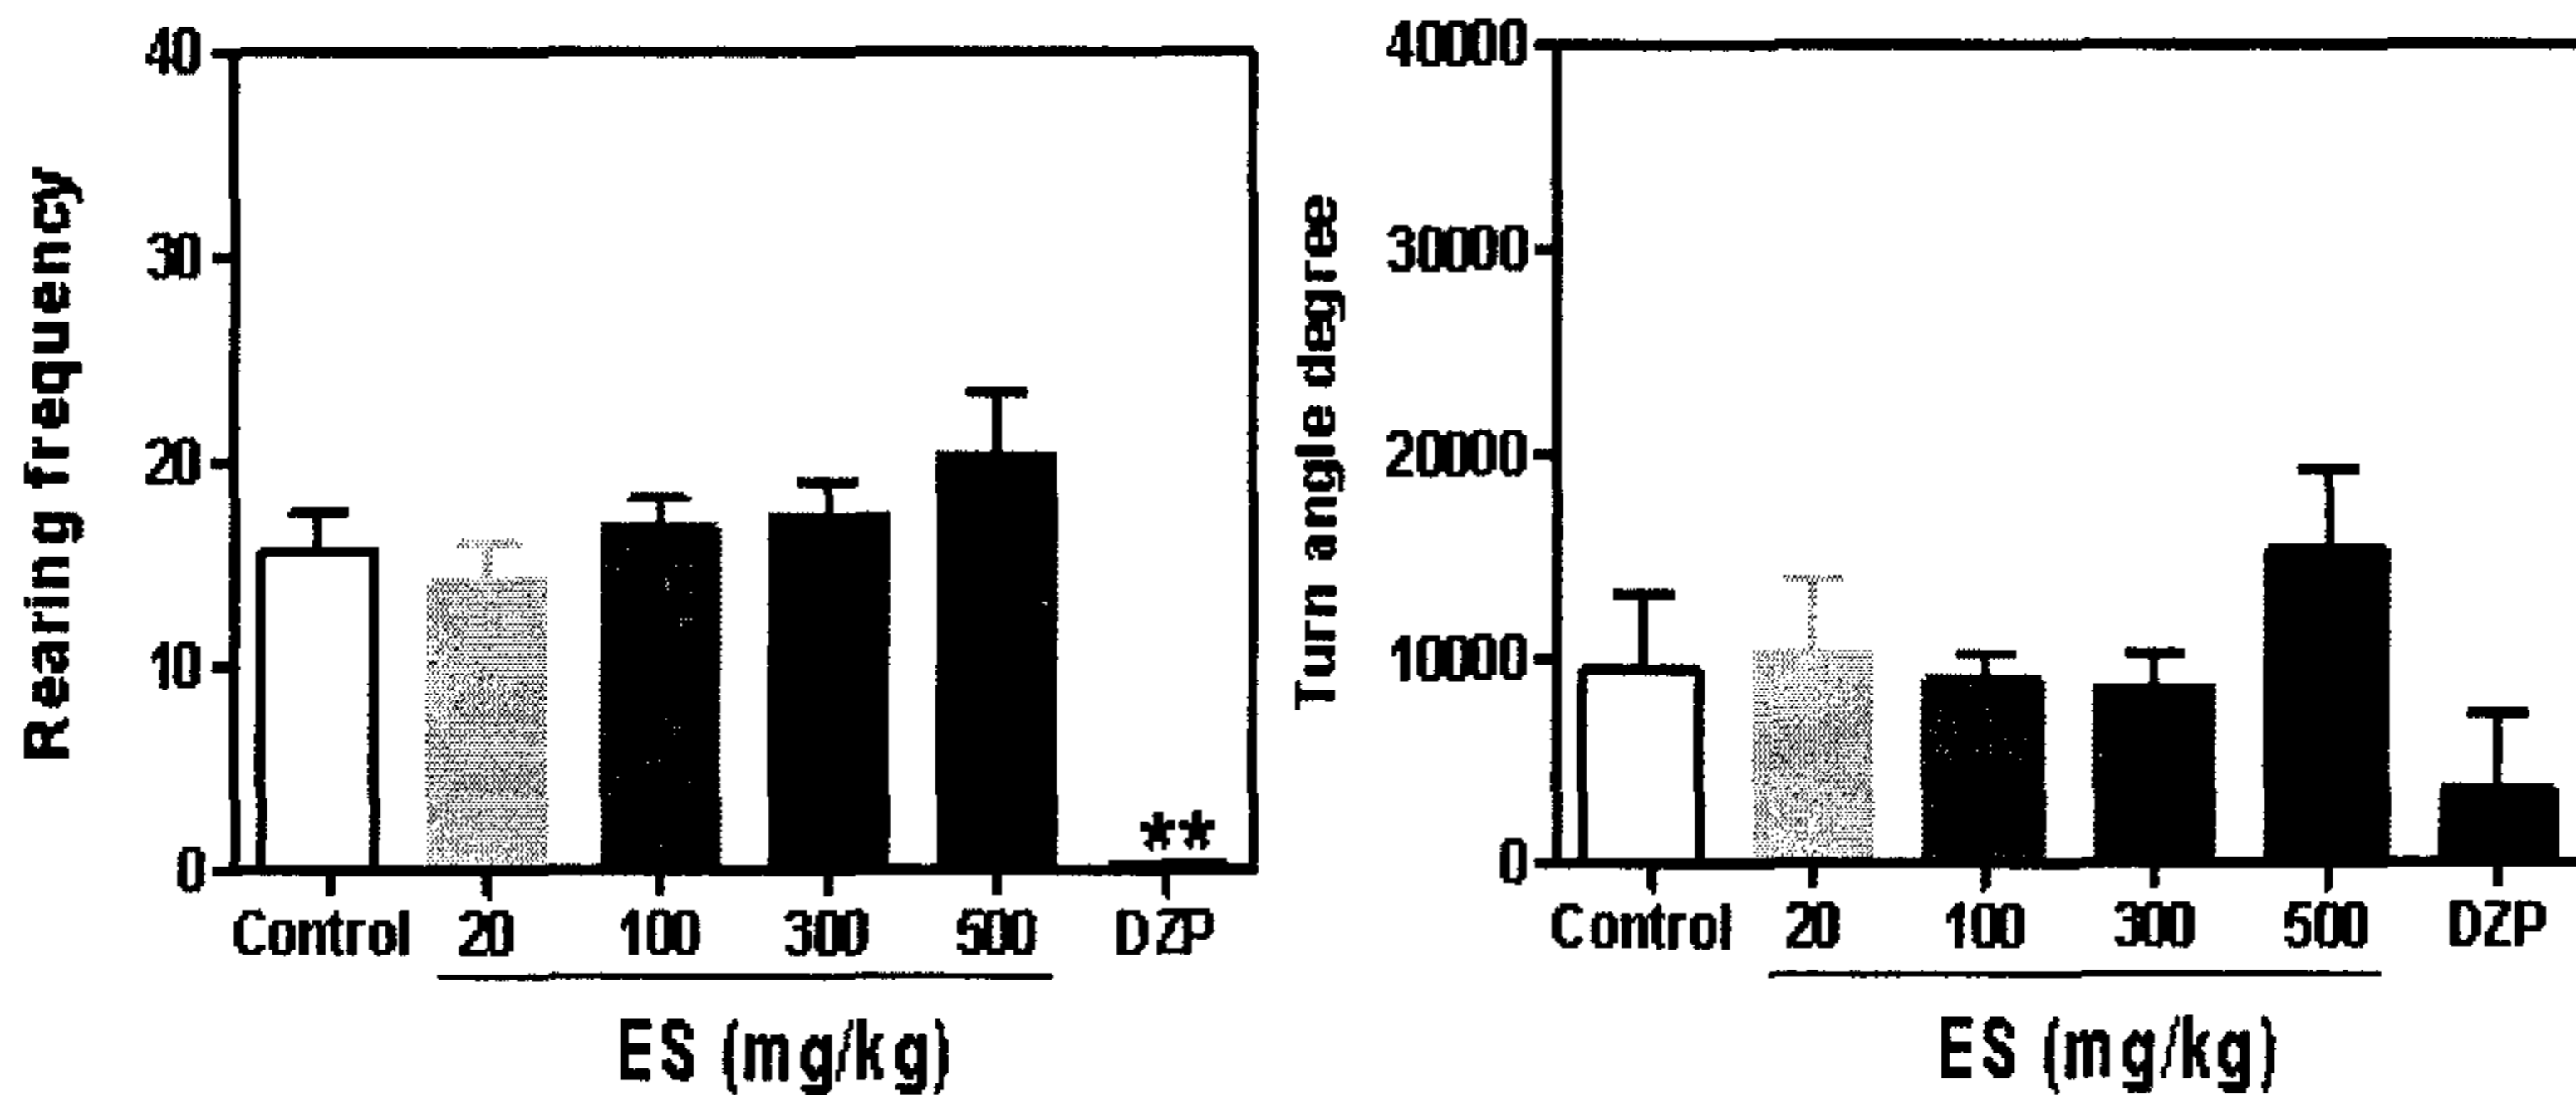 Rearing frequency
40
30
20
10
0
**
Control 20 100 300 500 DZP
ES (mg/kg)
Turn angle degree
40000
30000
20000
10000
0
Control 20 100 300 500 DZP
ES (mg/kg)